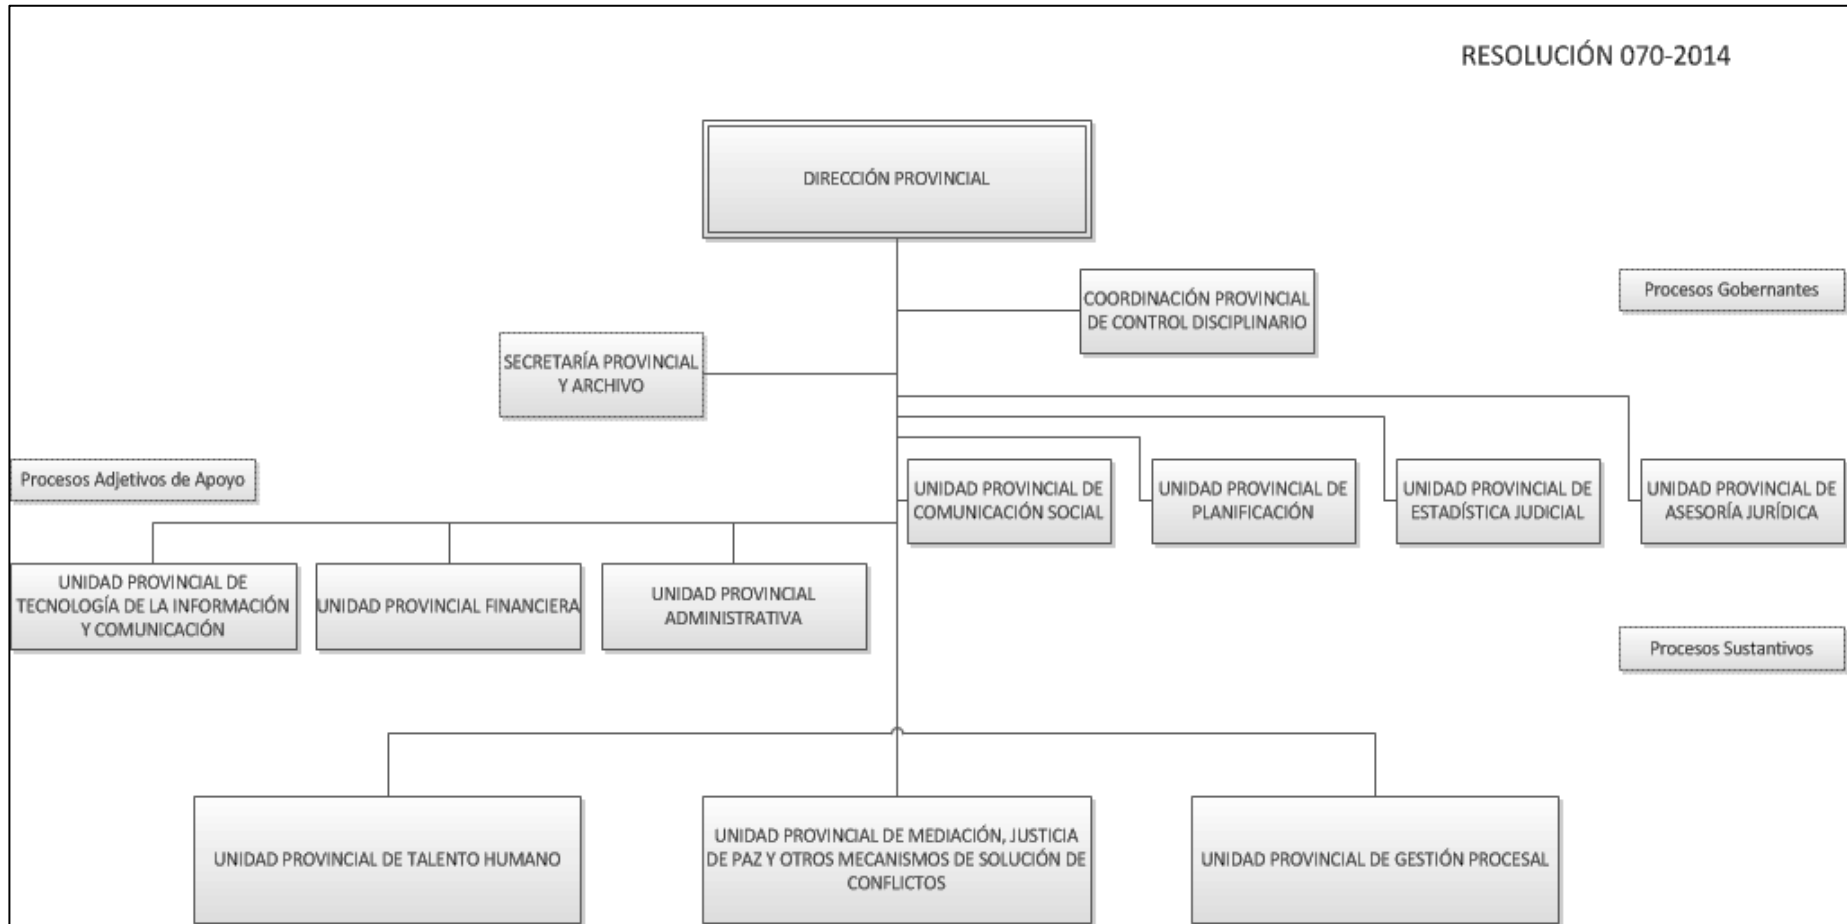 RESOLUCIÓN 070-2014
DIRECCIÓN PROVINCIAL
COORDINACIÓN PROVINCIAL
DE CONTROL DISCIPLINARIO
Procesos Gobernantes
SECRETARÍA PROVINCIAL
Y ARCHIVO
Procesos Adjetivos de Apoyo
UNIDAD PROVINCIAL DE
COMUNICACIÓN SOCIAL
UNIDAD PROVINCIAL DE
PLANIFICACIÓN
UNIDAD PROVINCIAL DE
ESTADÍSTICA JUDICIAL
UNIDAD PROVINCIAL DE
ASESORÍA JURÍDICA
UNIDAD PROVINCIAL DE
TECNOLOGÍA DE LA INFORMACIÓN
Y COMUNICACIÓN
UNIDAD PROVINCIAL FINANCIERA
UNIDAD PROVINCIAL
ADMINISTRATIVA
Procesos Sustantivos
UNIDAD PROVINCIAL DE TALENTO HUMANO
UNIDAD PROVINCIAL DE MEDIACIÓN, JUSTICIA
DE PAZ Y OTROS MECANISMOS DE SOLUCIÓN DE
CONFLICTOS
UNIDAD PROVINCIAL DE GESTIÓN PROCESAL